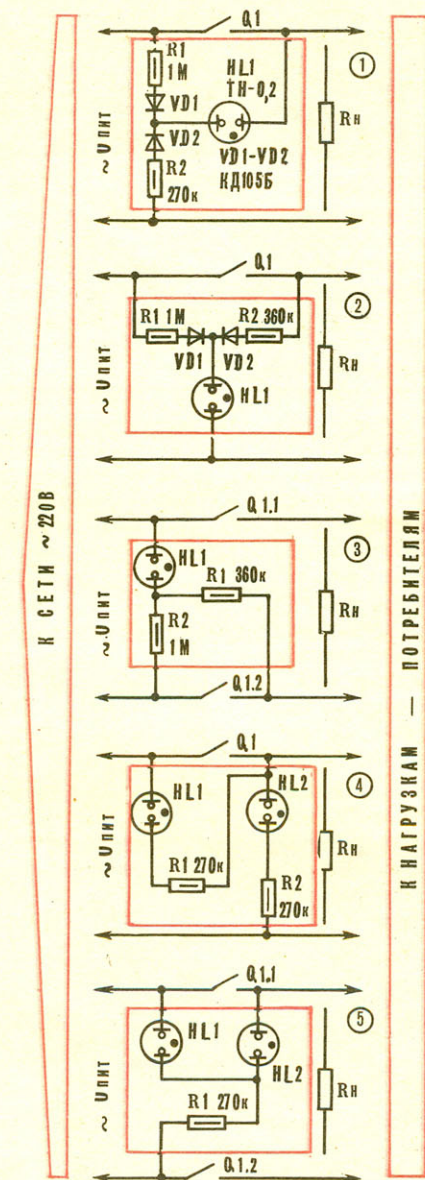 К СЕТИ ~ 220В
Q1
R1
1М
VD1
VD2
R2
270к
HL1
ТН-0,2
VD1-VD2
КД105Б
1
~ Uпит
Rн
Q1
R1 1М
R2 360к
VD1
VD2
HL1
2
~ Uпит
Rн
Q1.1
HL1
R1 360к
R2
1М
3
~ Uпит
Rн
Q1.2
Q1
HL1
HL2
R1 270к
R2
270к
4
~ Uпит
Rн
Q1.1
HL1
HL2
R1 270к
5
~ Uпит
Rн
Q1.2
К НАГРУЗКАМ — ПОТРЕБИТЕЛЯМ